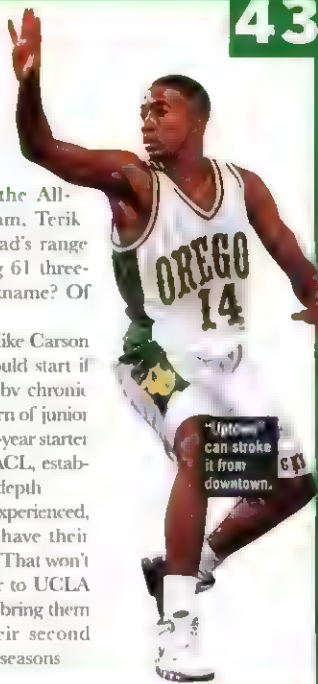 43
the All-
am, Terik
ad's range
g 61 three-
kname? Of
ike Carson
ould start if
by chronic
rn of junior
-year starter
ACL, estab-
depth
xperienced,
have their
That won't
r to UCLA
bring them
eir second
seasons
OREGO
14
"Uptown"
can stroke
it from
downtown.